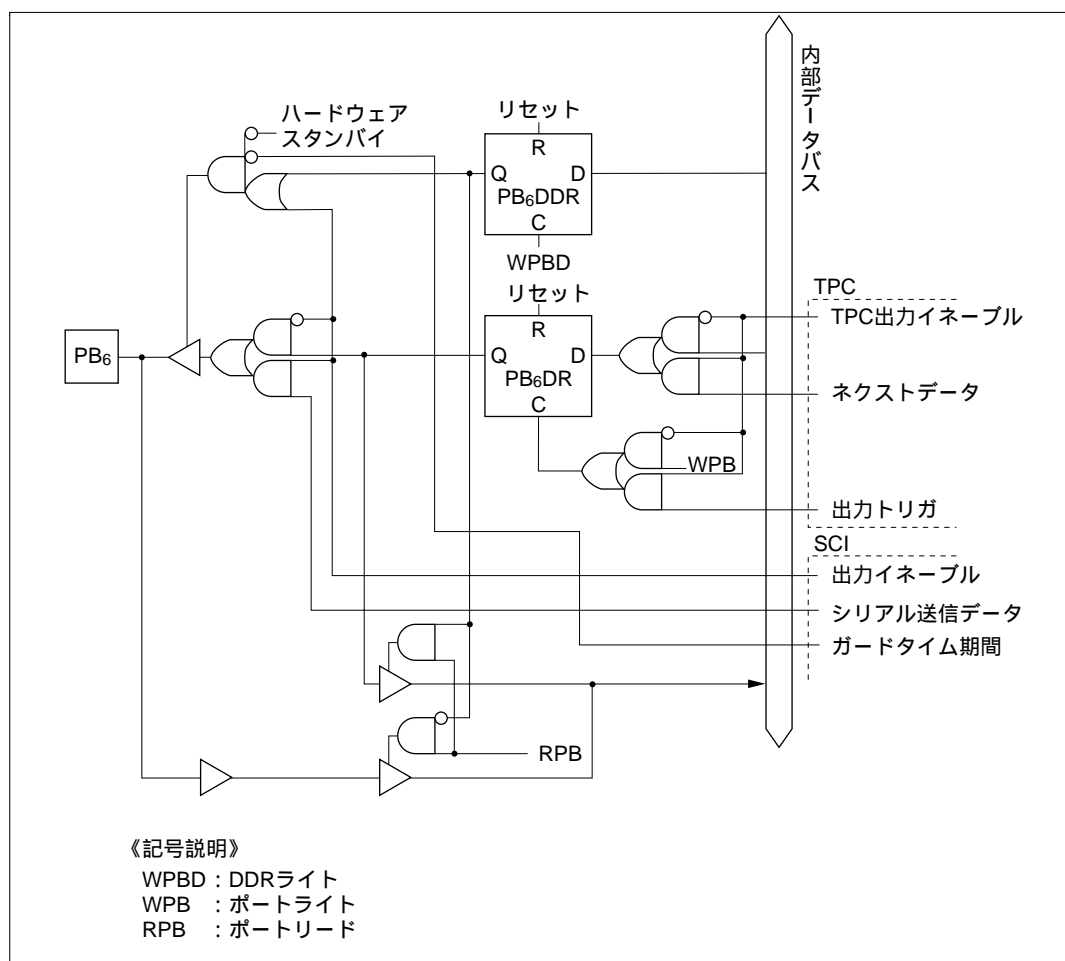 ハードウェア
スタンバイ
リセット
R
Q D
PB6DDR
C
WPBD
内部データバス
リセット
R
Q D
PB6DR
C
PB6
WPB
TPC
TPC出力イネーブル
ネクストデータ
出力トリガ
SCI
出力イネーブル
シリアル送信データ
ガードタイム期間
RPB
《記号説明》
WPBD：DDRライト
WPB ：ポートライト
RPB ：ポートリード